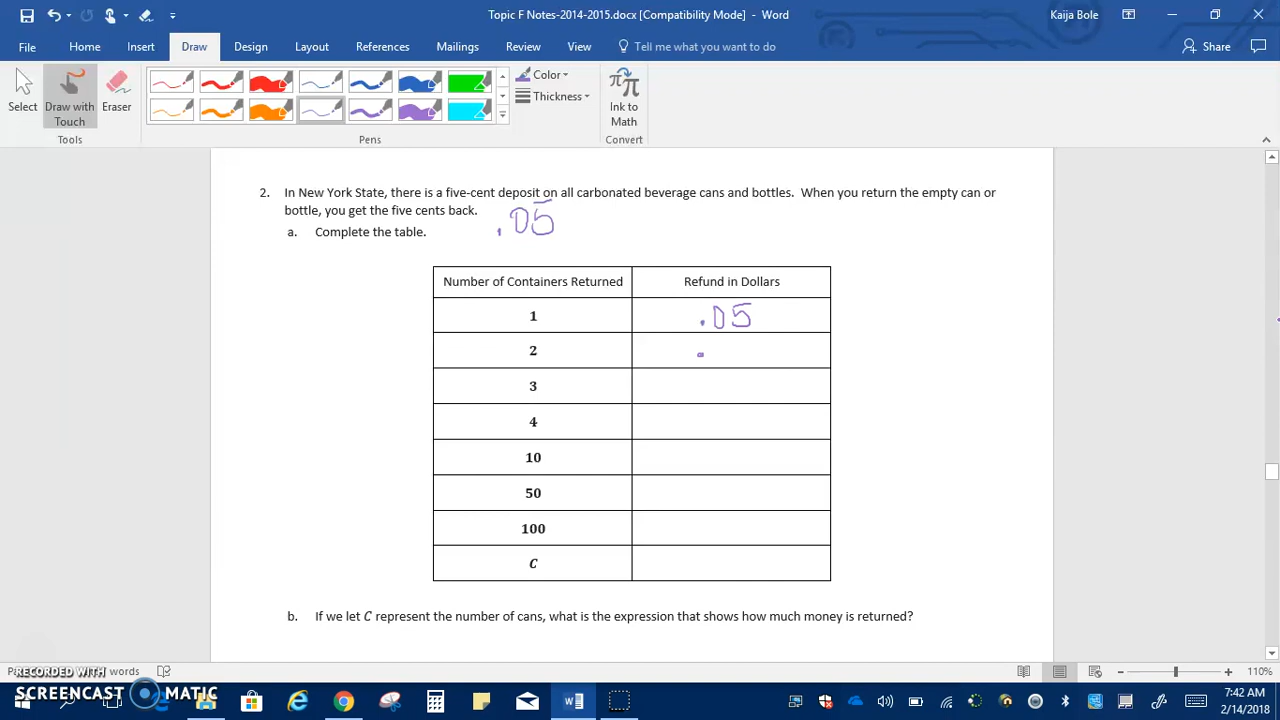 Topic F Notes-2014-2015.docx [Compatibility Mode] - Word
Kaija Bole
File Home Insert Draw Design Layout References Mailings Review View Tell me what you want to do Share
Select
Draw with Touch
Eraser
Color
Thickness
Ink to Math
Tools
Pens
Convert
2. In New York State, there is a five-cent deposit on all carbonated beverage cans and bottles. When you return the empty can or
bottle, you get the five cents back.
.05
a. Complete the table.
Number of Containers Returned Refund in Dollars
1 .05
2 .
3
4
10
50
100
C
b. If we let C represent the number of cans, what is the expression that shows how much money is returned?
words
110%
RECORDED WITH
SCREENCAST MATIC
7:42 AM
2/14/2018